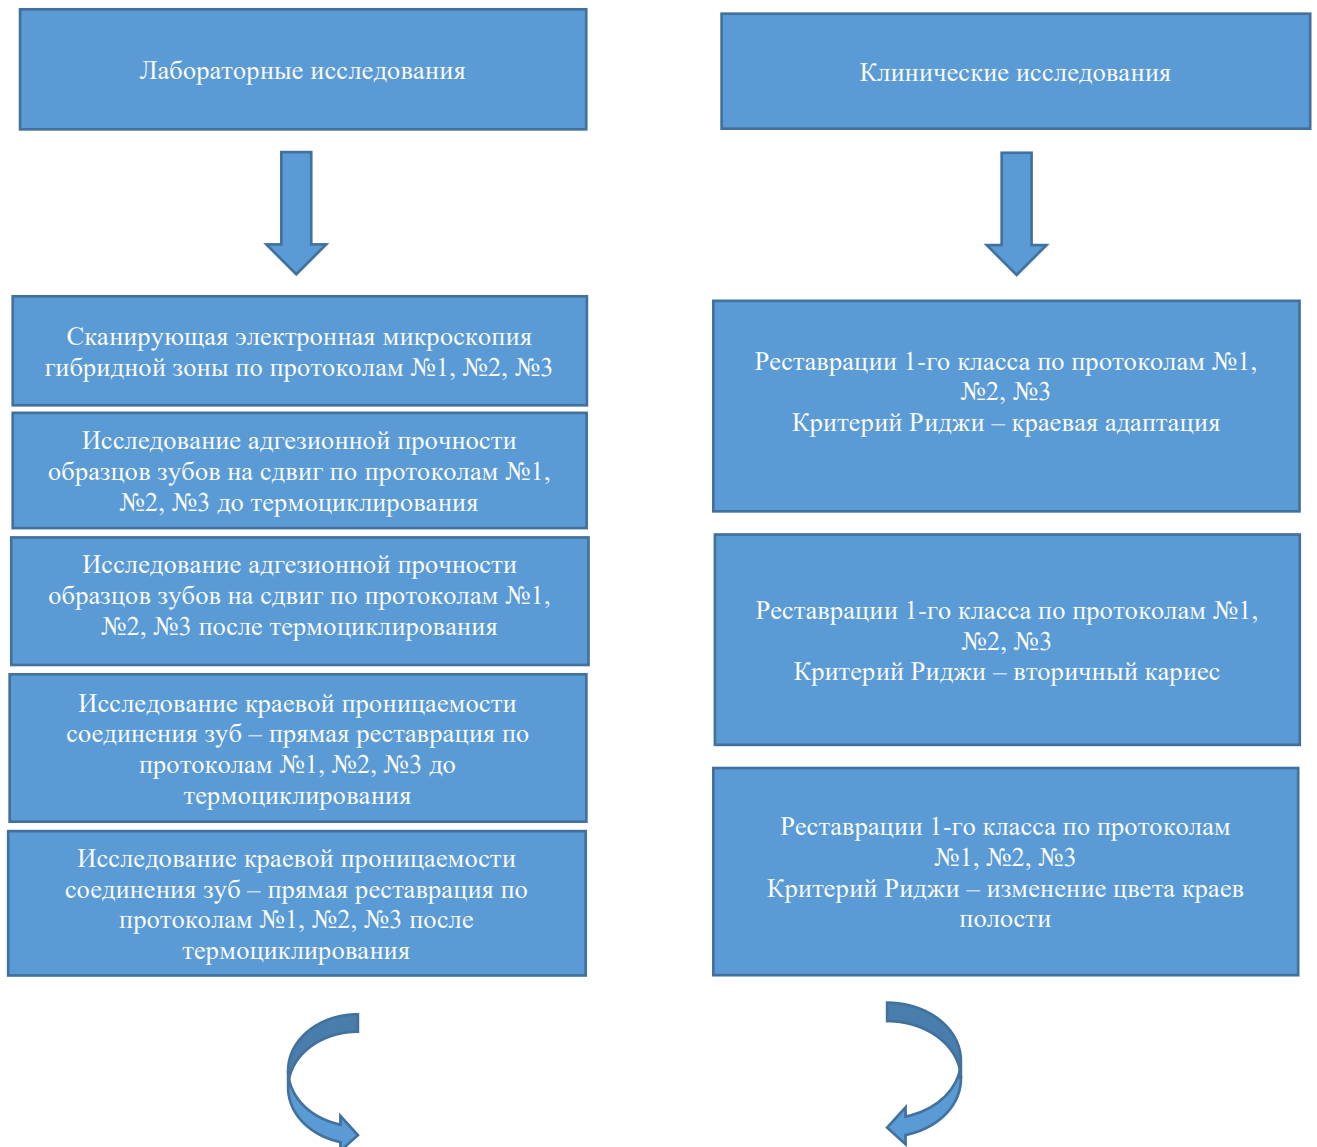 Лабораторные исследования
Клинические исследования
Сканирующая электронная микроскопия
гибридной зоны по протоколам №1, №2, №3
Исследование адгезионной прочности
образцов зубов на сдвиг по протоколам №1,
№2, №3 до термоциклирования
Исследование адгезионной прочности
образцов зубов на сдвиг по протоколам №1,
№2, №3 после термоциклирования
Исследование краевой проницаемости
соединения зуб – прямая реставрация по
протоколам №1, №2, №3 до
термоциклирования
Исследование краевой проницаемости
соединения зуб – прямая реставрация по
протоколам №1, №2, №3 после
термоциклирования
Реставрации 1-го класса по протоколам №1,
№2, №3
Критерий Риджи – краевая адаптация
Реставрации 1-го класса по протоколам №1,
№2, №3
Критерий Риджи – вторичный кариес
Реставрации 1-го класса по протоколам
№1, №2, №3
Критерий Риджи – изменение цвета краев
полости